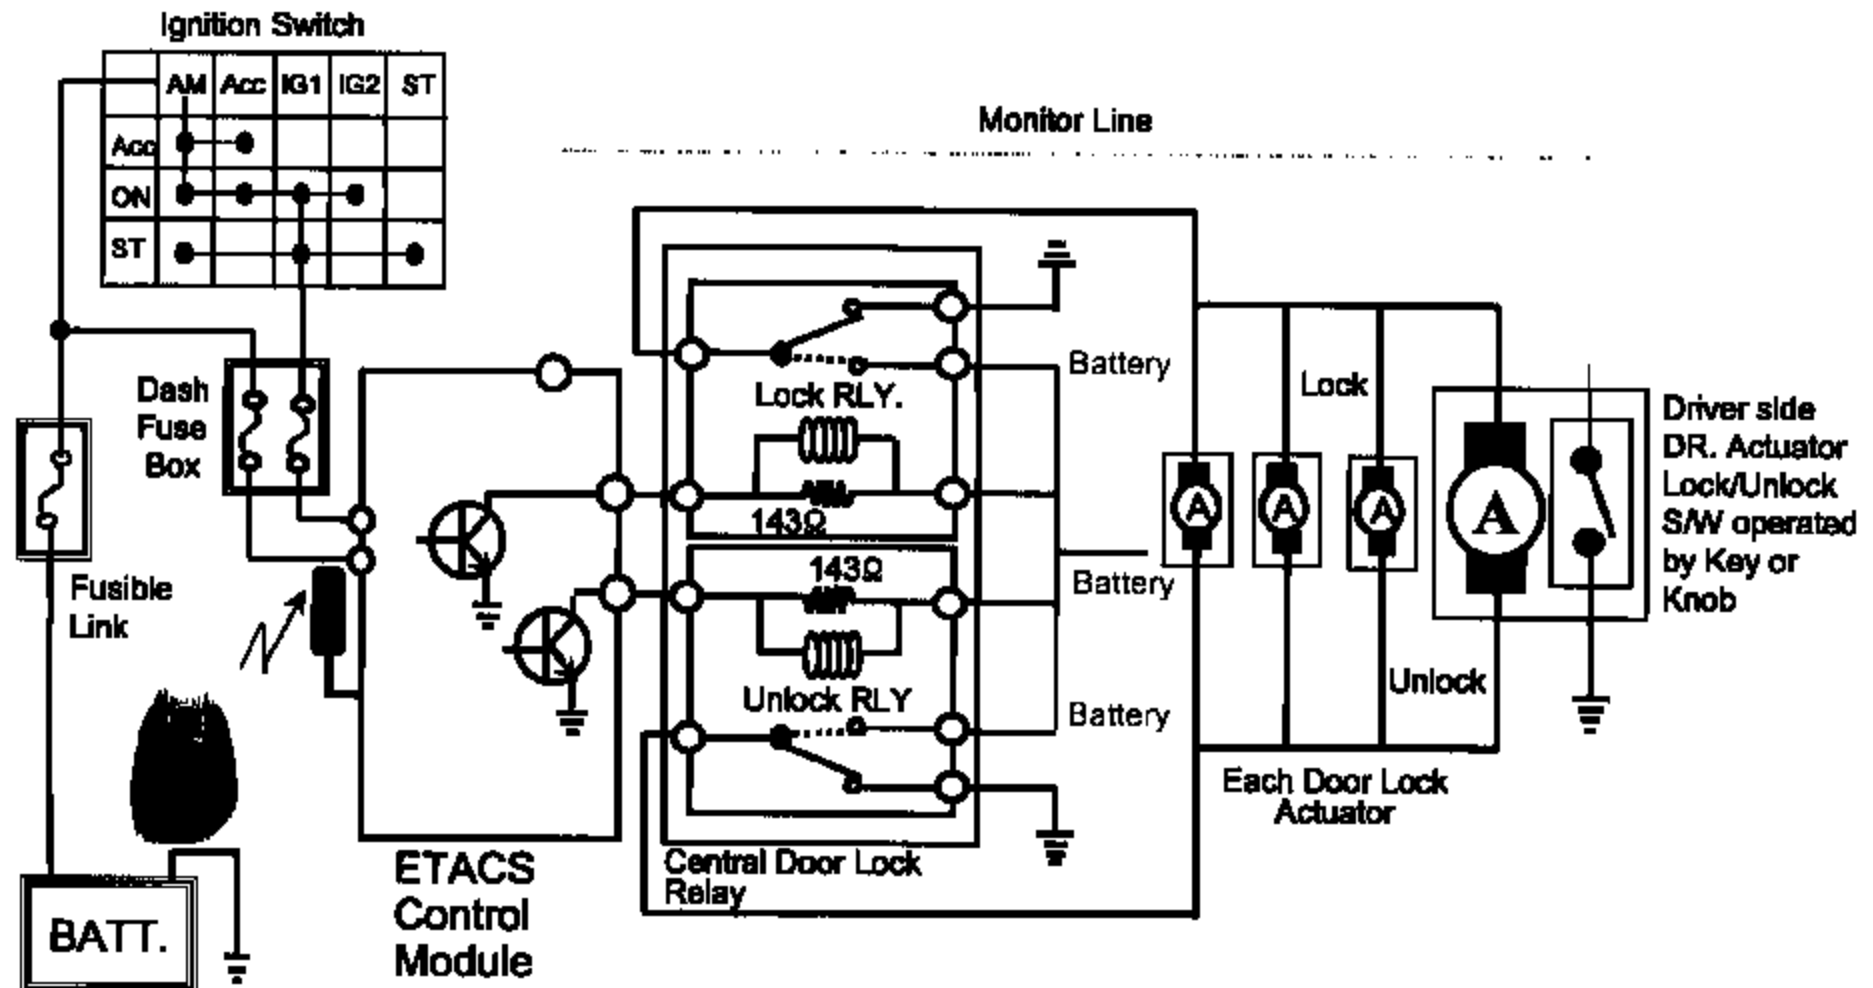 Ignition Switch
AM Acc IG1 IG2 ST
Acc
ON
ST
Monitor Line
Dash
Fuse
Box
Fusible
Link
BATT.
ETACS
Control
Module
Lock RLY.
143Ω
143Ω
Unlock RLY
Central Door Lock
Relay
Battery
Battery
Battery
Lock
Unlock
A
A
A
A
Each Door Lock
Actuator
Driver side
DR. Actuator
Lock/Unlock
S/W operated
by Key or
Knob